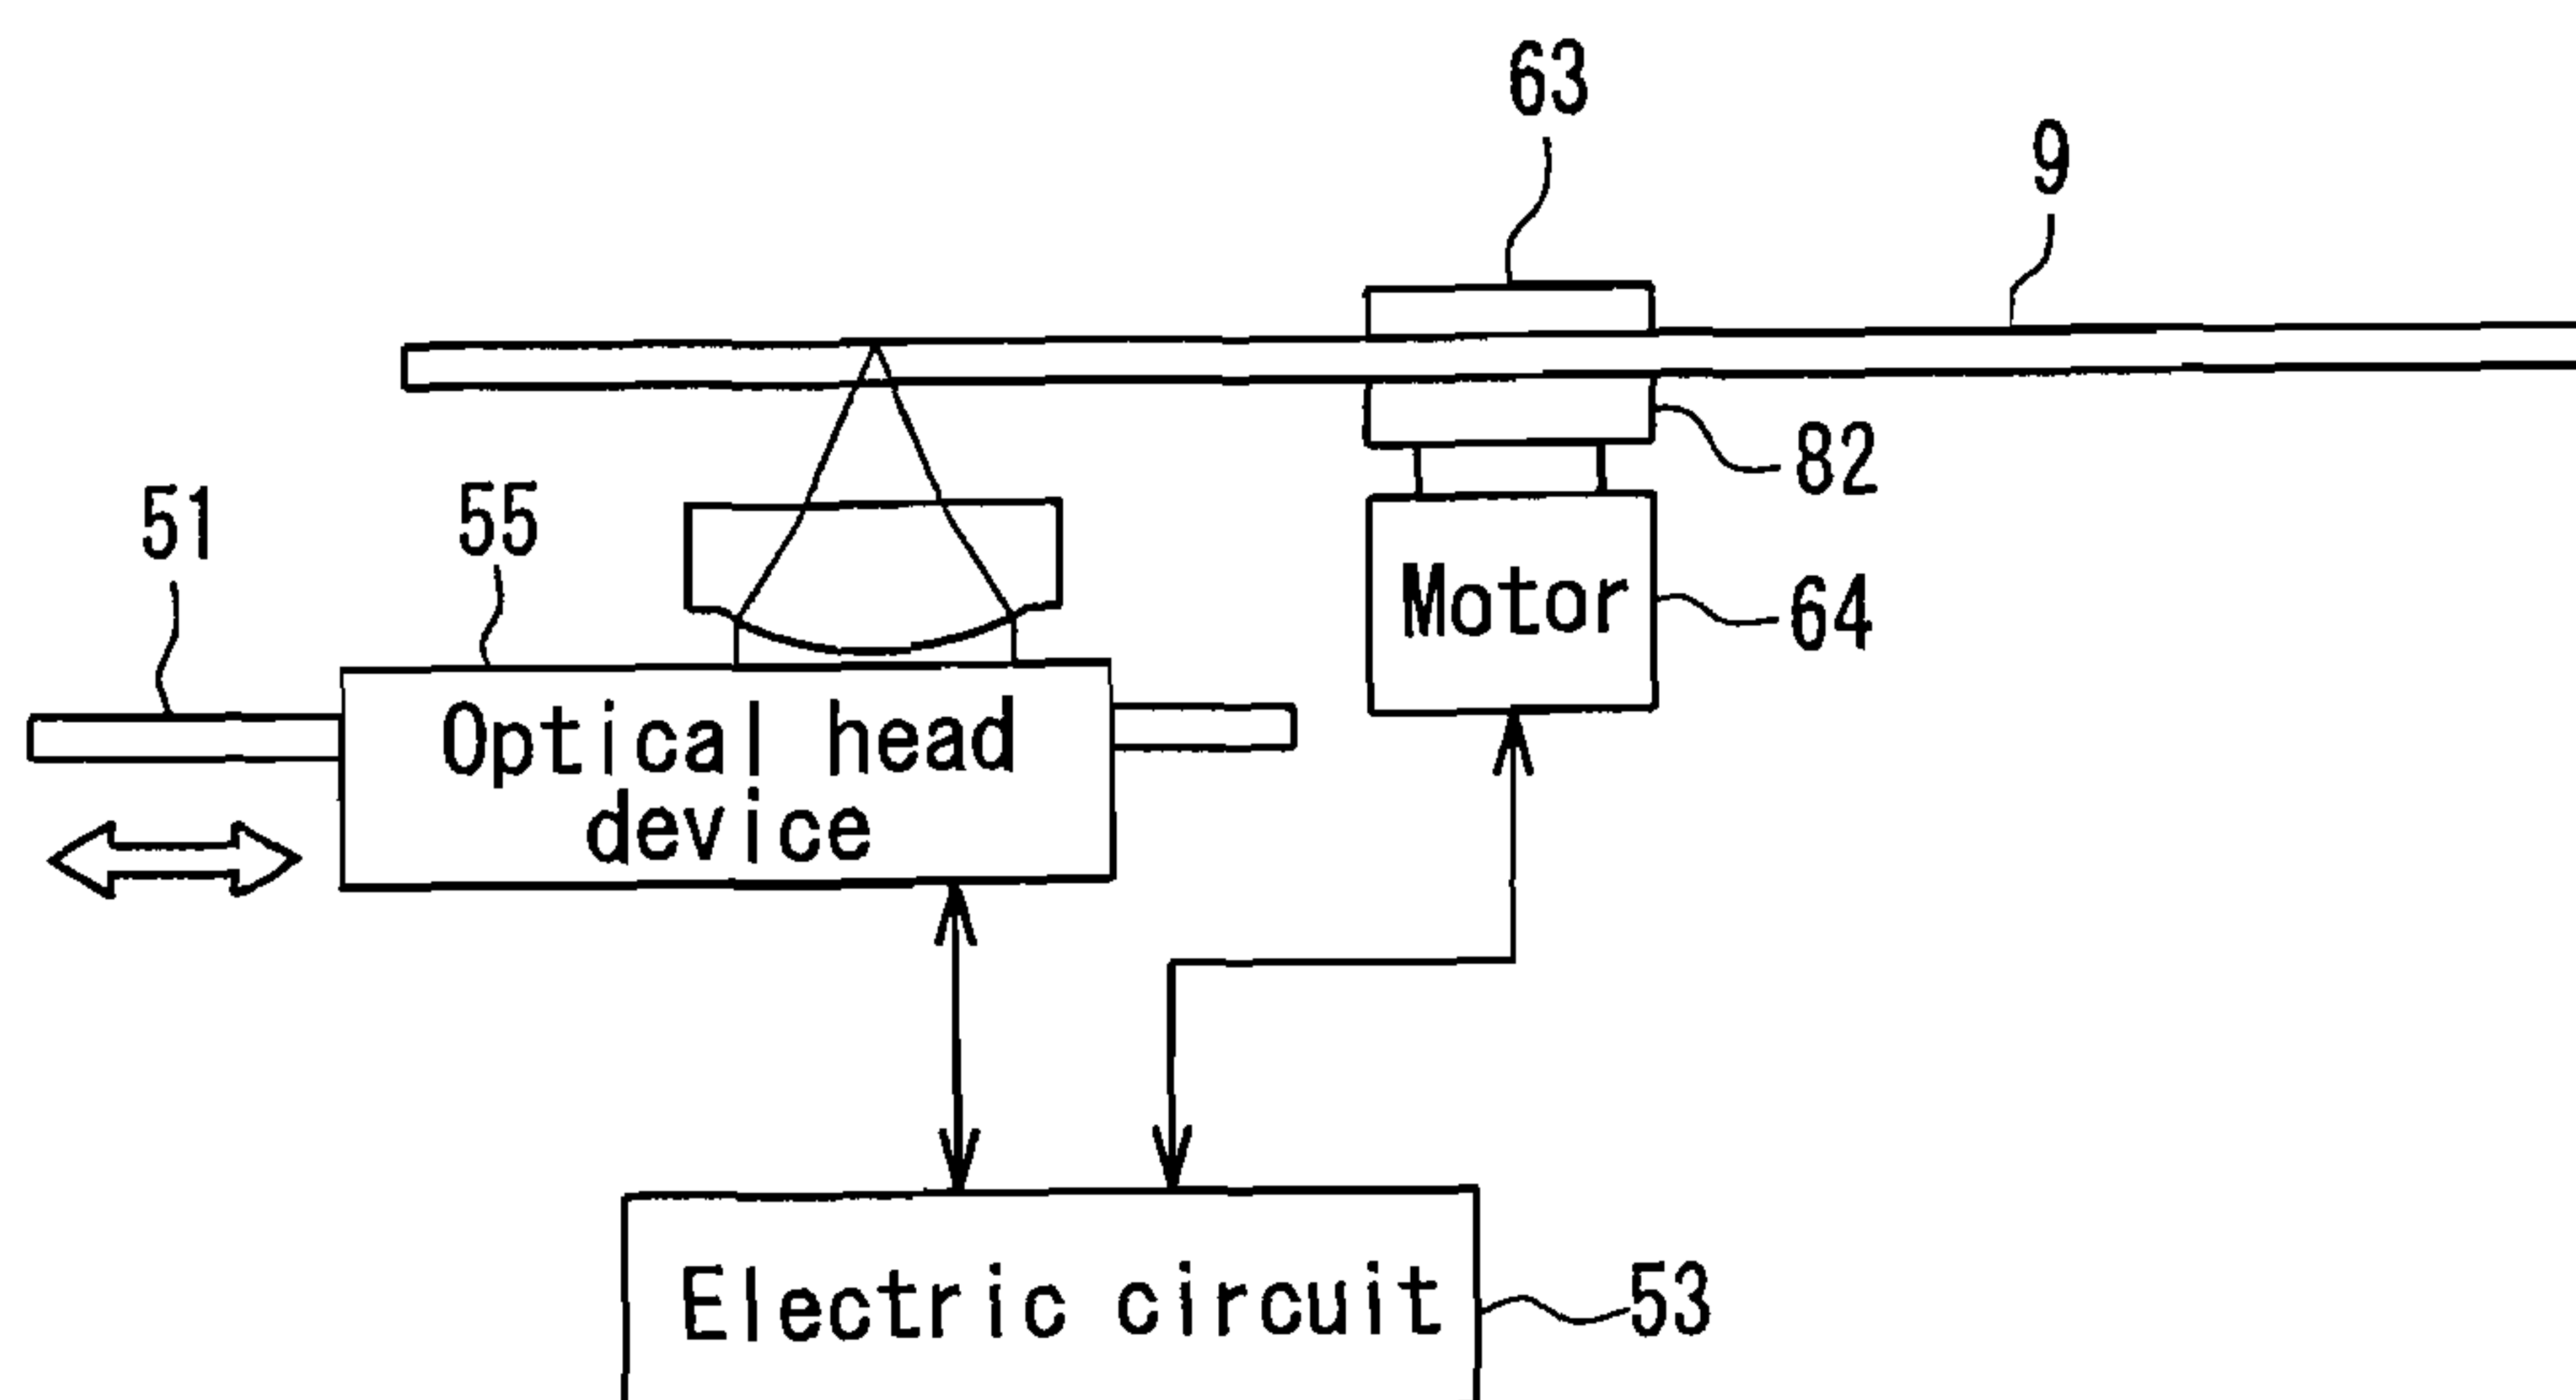 63
9
82
51
55
Motor
64
Optical head
device
Electric circuit
53